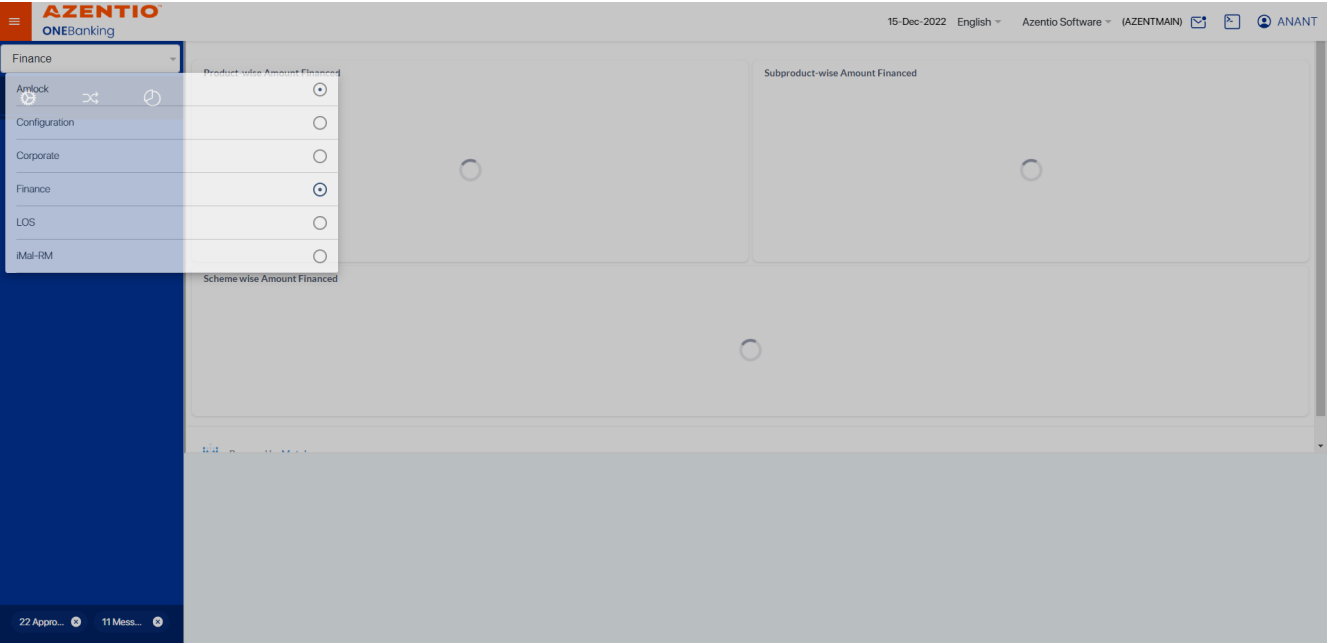 AZENTIO
ONEBanking
15-Dec-2022 English Azentio Software (AZENTMAIN) ANANT
Finance
Product-wise Amount Financed
Subproduct-wise Amount Financed
Amlock
Configuration
Corporate
Finance
LOS
iMal-RM
Scheme wise Amount Financed
22 Appro... 11 Mess...